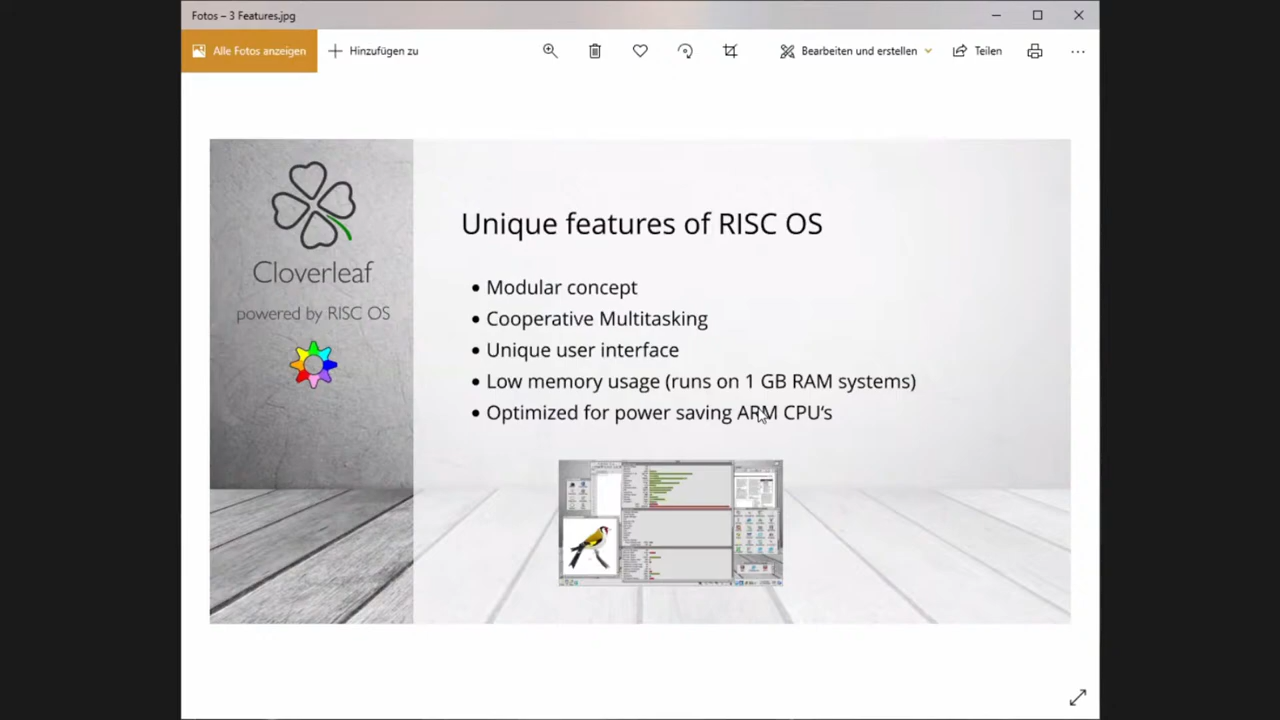 Fotos – 3 Features.jpg
Alle Fotos anzeigen
Hinzufügen zu
Bearbeiten und erstellen
Teilen
Cloverleaf
powered by RISC OS
Unique features of RISC OS
• Modular concept
• Cooperative Multitasking
• Unique user interface
• Low memory usage (runs on 1 GB RAM systems)
• Optimized for power saving ARM CPU‘s